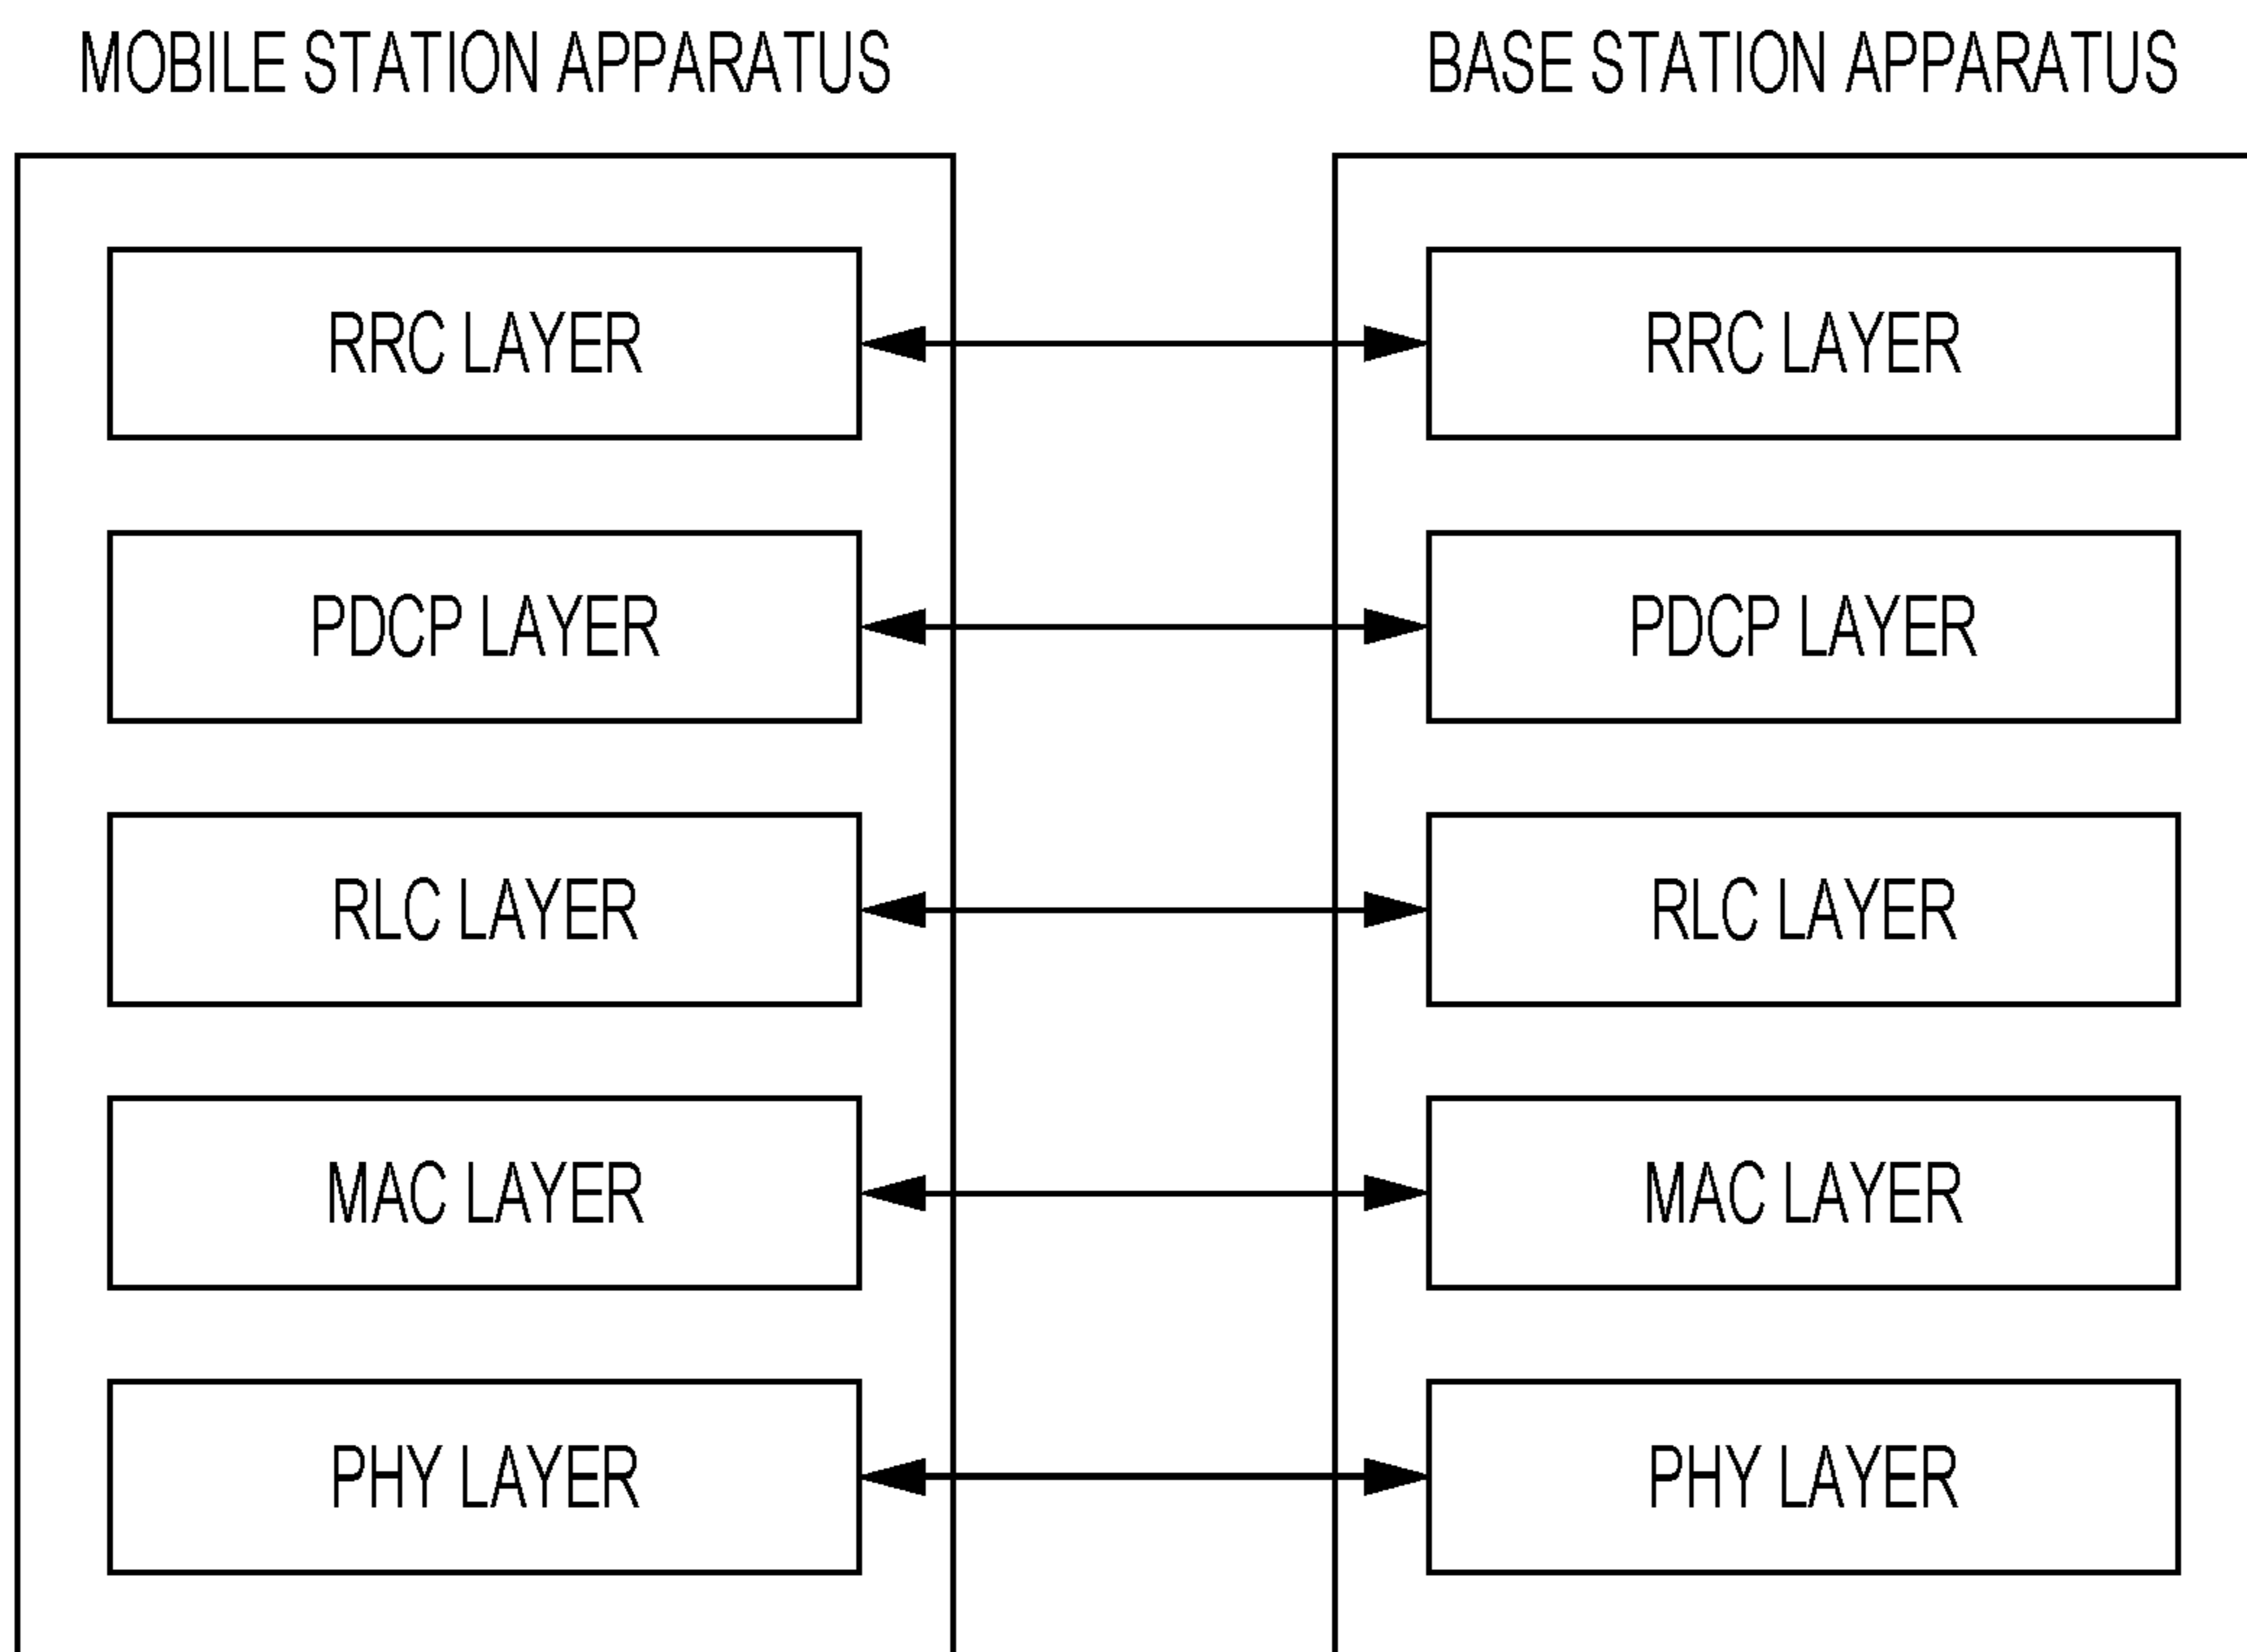 MOBILE STATION APPARATUS
BASE STATION APPARATUS
RRC LAYER
RRC LAYER
PDCP LAYER
PDCP LAYER
RLC LAYER
RLC LAYER
MAC LAYER
MAC LAYER
PHY LAYER
PHY LAYER